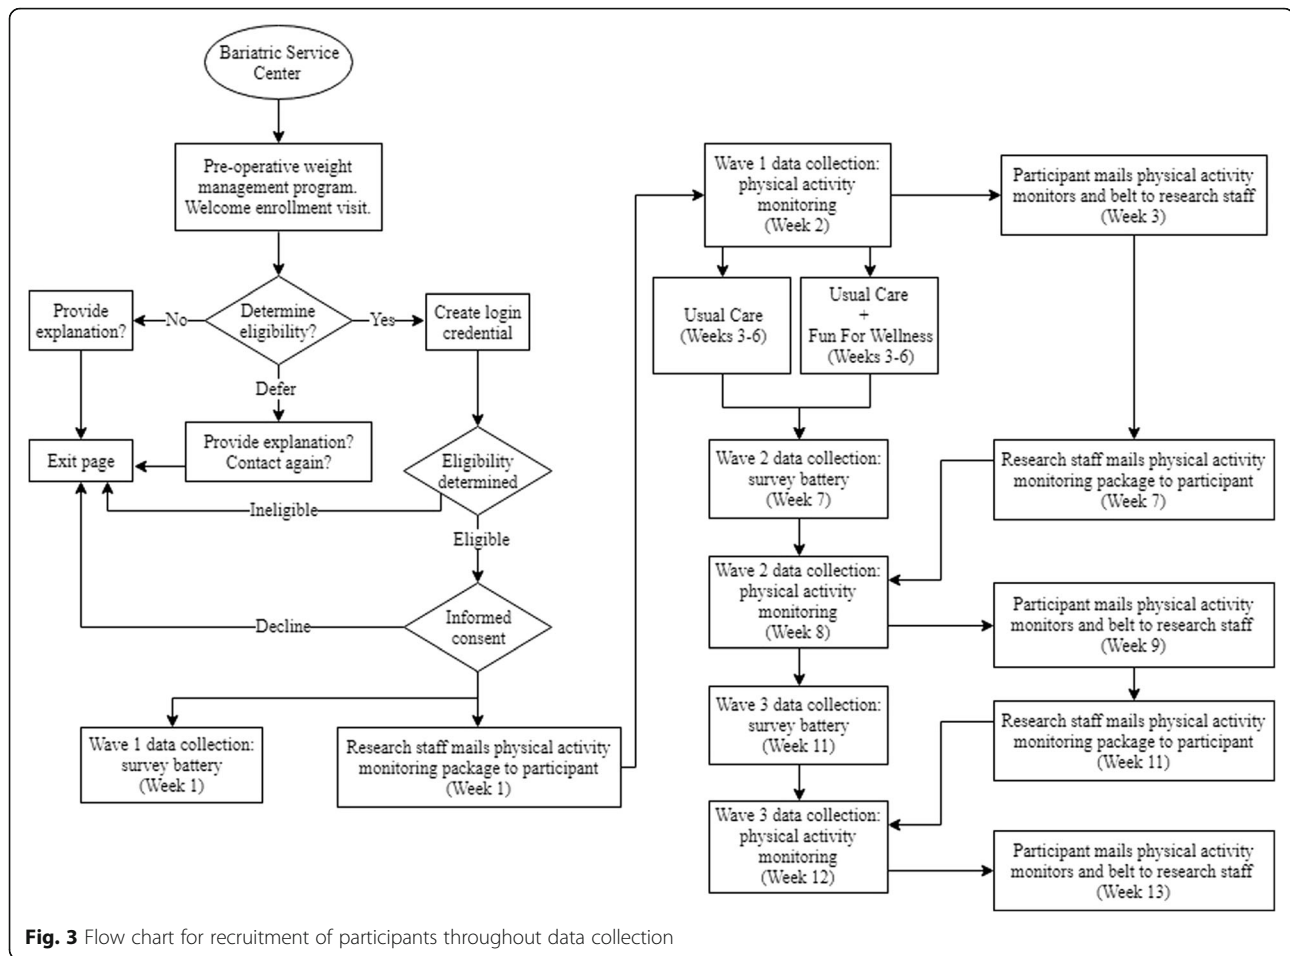 Bariatric Service
Center
Pre-operative weight
management program.
Welcome enrollment visit.
Determine
eligibility?
No
Yes
Defer
Provide
explanation?
Create login
credential
Provide explanation?
Contact again?
Exit page
Eligibility
determined
Ineligible
Eligible
Informed
consent
Decline
Wave 1 data collection:
survey battery
(Week 1)
Research staff mails physical activity
monitoring package to participant
(Week 1)
Wave 1 data collection:
physical activity
monitoring
(Week 2)
Participant mails physical activity
monitors and belt to research staff
(Week 3)
Usual Care
(Weeks 3-6)
Usual Care
+
Fun For Wellness
(Weeks 3-6)
Wave 2 data collection:
survey battery
(Week 7)
Research staff mails physical activity
monitoring package to participant
(Week 7)
Wave 2 data collection:
physical activity
monitoring
(Week 8)
Participant mails physical activity
monitors and belt to research staff
(Week 9)
Wave 3 data collection:
survey battery
(Week 11)
Research staff mails physical activity
monitoring package to participant
(Week 11)
Wave 3 data collection:
physical activity
monitoring
(Week 12)
Participant mails physical activity
monitors and belt to research staff
(Week 13)
Fig. 3 Flow chart for recruitment of participants throughout data collection